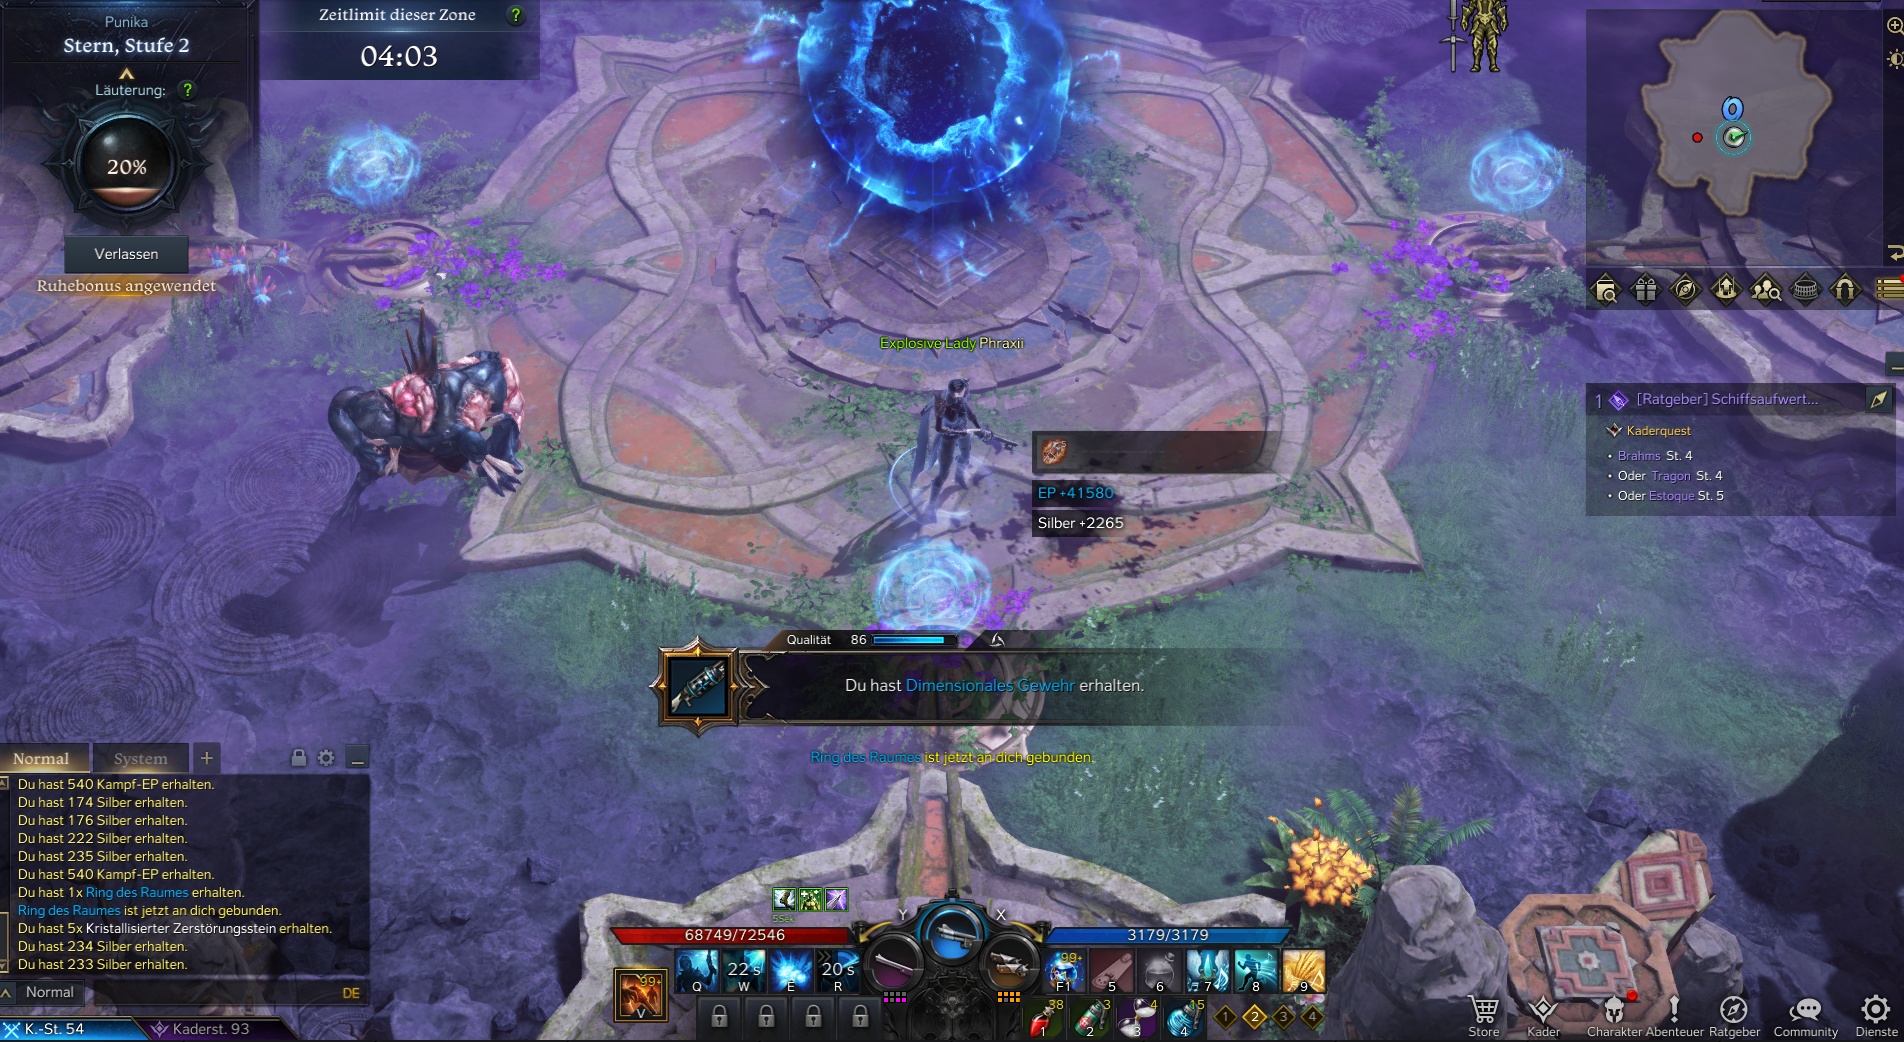 Punika
Stern, Stufe 2
Läuterung: ?
20%
Verlassen
Ruhebonus angewendet
Zeitlimit dieser Zone ?
04:03
1 [Ratgeber] Schiffsaufwert...
Kaderquest
• Brahms St. 4
• Oder Tragon St. 4
• Oder Estoque St. 5
Explosive Lady Phraxii
EP +41580
Silber +2265
Qualität 86
Du hast Dimensionales Gewehr erhalten.
Ring des Raumes ist jetzt an dich gebunden.
Normal System +
Du hast 540 Kampf-EP erhalten.
Du hast 174 Silber erhalten.
Du hast 176 Silber erhalten.
Du hast 222 Silber erhalten.
Du hast 235 Silber erhalten.
Du hast 540 Kampf-EP erhalten.
Du hast 1x Ring des Raumes erhalten.
Ring des Raumes ist jetzt an dich gebunden.
Du hast 5x Kristallisierter Zerstörungsstein erhalten.
Du hast 234 Silber erhalten.
Du hast 233 Silber erhalten.
Normal DE
K.-St. 54 Kaderst. 93
5Sek.
Y X
68749/72546 3179/3179
99+ V
Q 22 s W E 20 s R
99+ F1 5 6 7 8 9
38 1 3 2 4 3 15 4
1 2 3 4
Store Kader Charakter Abenteuer Ratgeber Community Dienste